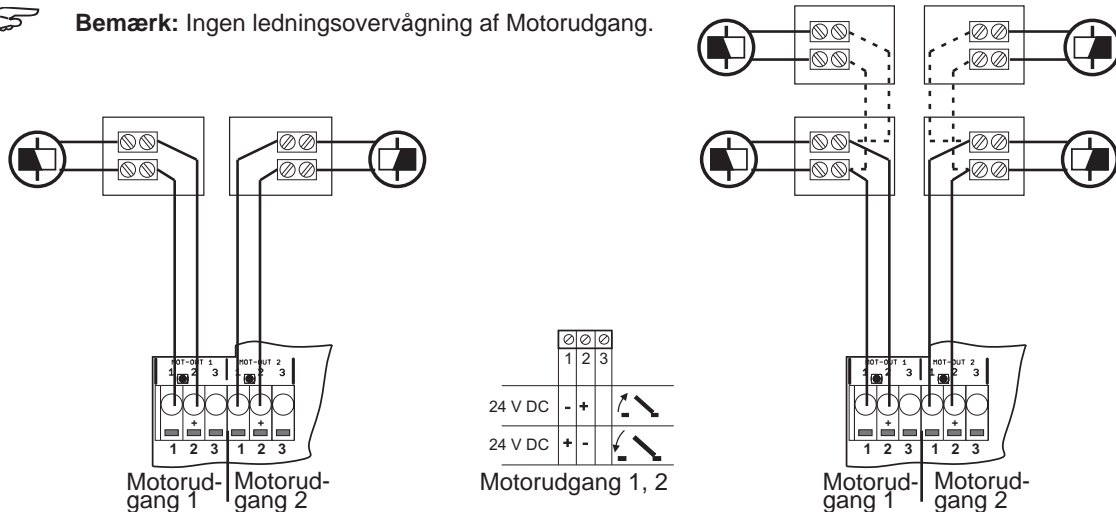 Bemærk: Ingen ledningsovervågning af Motorudgang.
MOT-OUT 1 MOT-OUT 2
1 2 3 1 2 3
+ +
1 2 3 1 2 3
Motorud-
gang 1
Motorud-
gang 2
1 2 3
24 V DC - +
24 V DC + -
Motorudgang 1, 2
MOT-OUT 1 MOT-OUT 2
1 2 3 1 2 3
+ +
1 2 3 1 2 3
Motorud-
gang 1
Motorud-
gang 2